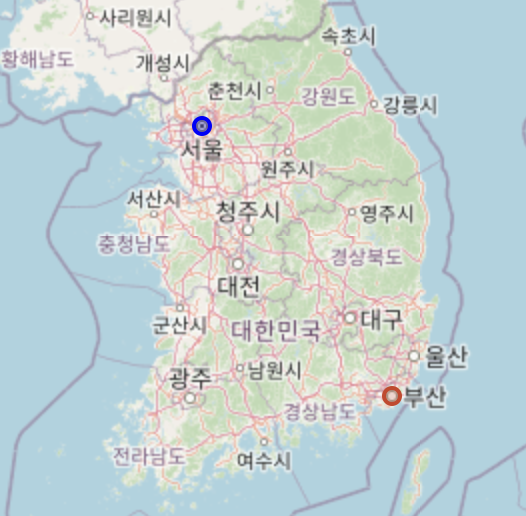 사리원시
속초시
황해남도
개성시
춘천시
강원도
강릉시
서울
원주시
서산시
청주시
영주시
충청남도
경상북도
대전
군산시
대한민국
대구
울산
남원시
광주
부산
경상남도
전라남도
여수시